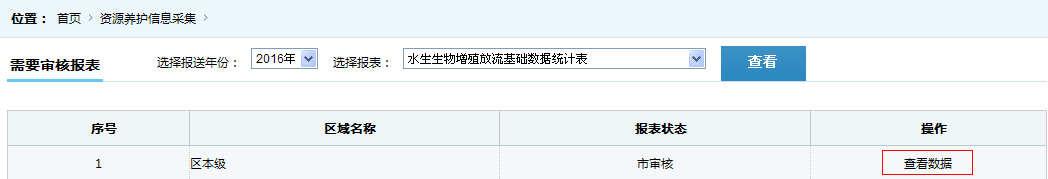 位置： 首页 > 资源养护信息采集 >
需要审核报表 选择报送年份： 2016年 选择报表： 水生生物增殖放流基础数据统计表 查看
序号 区域名称 报表状态 操作
1 区本级 市审核 查看数据